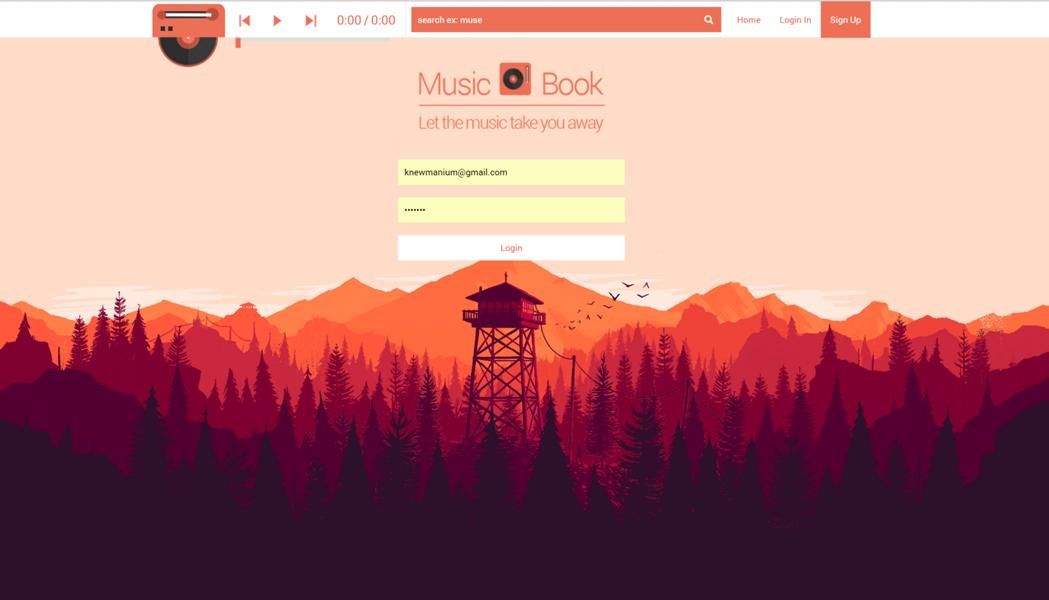 0:00 / 0:00
search ex: muse
Home
Login In
Sign Up
Music Book
Let the music take you away
knewmanium@gmail.com
•••••••
Login